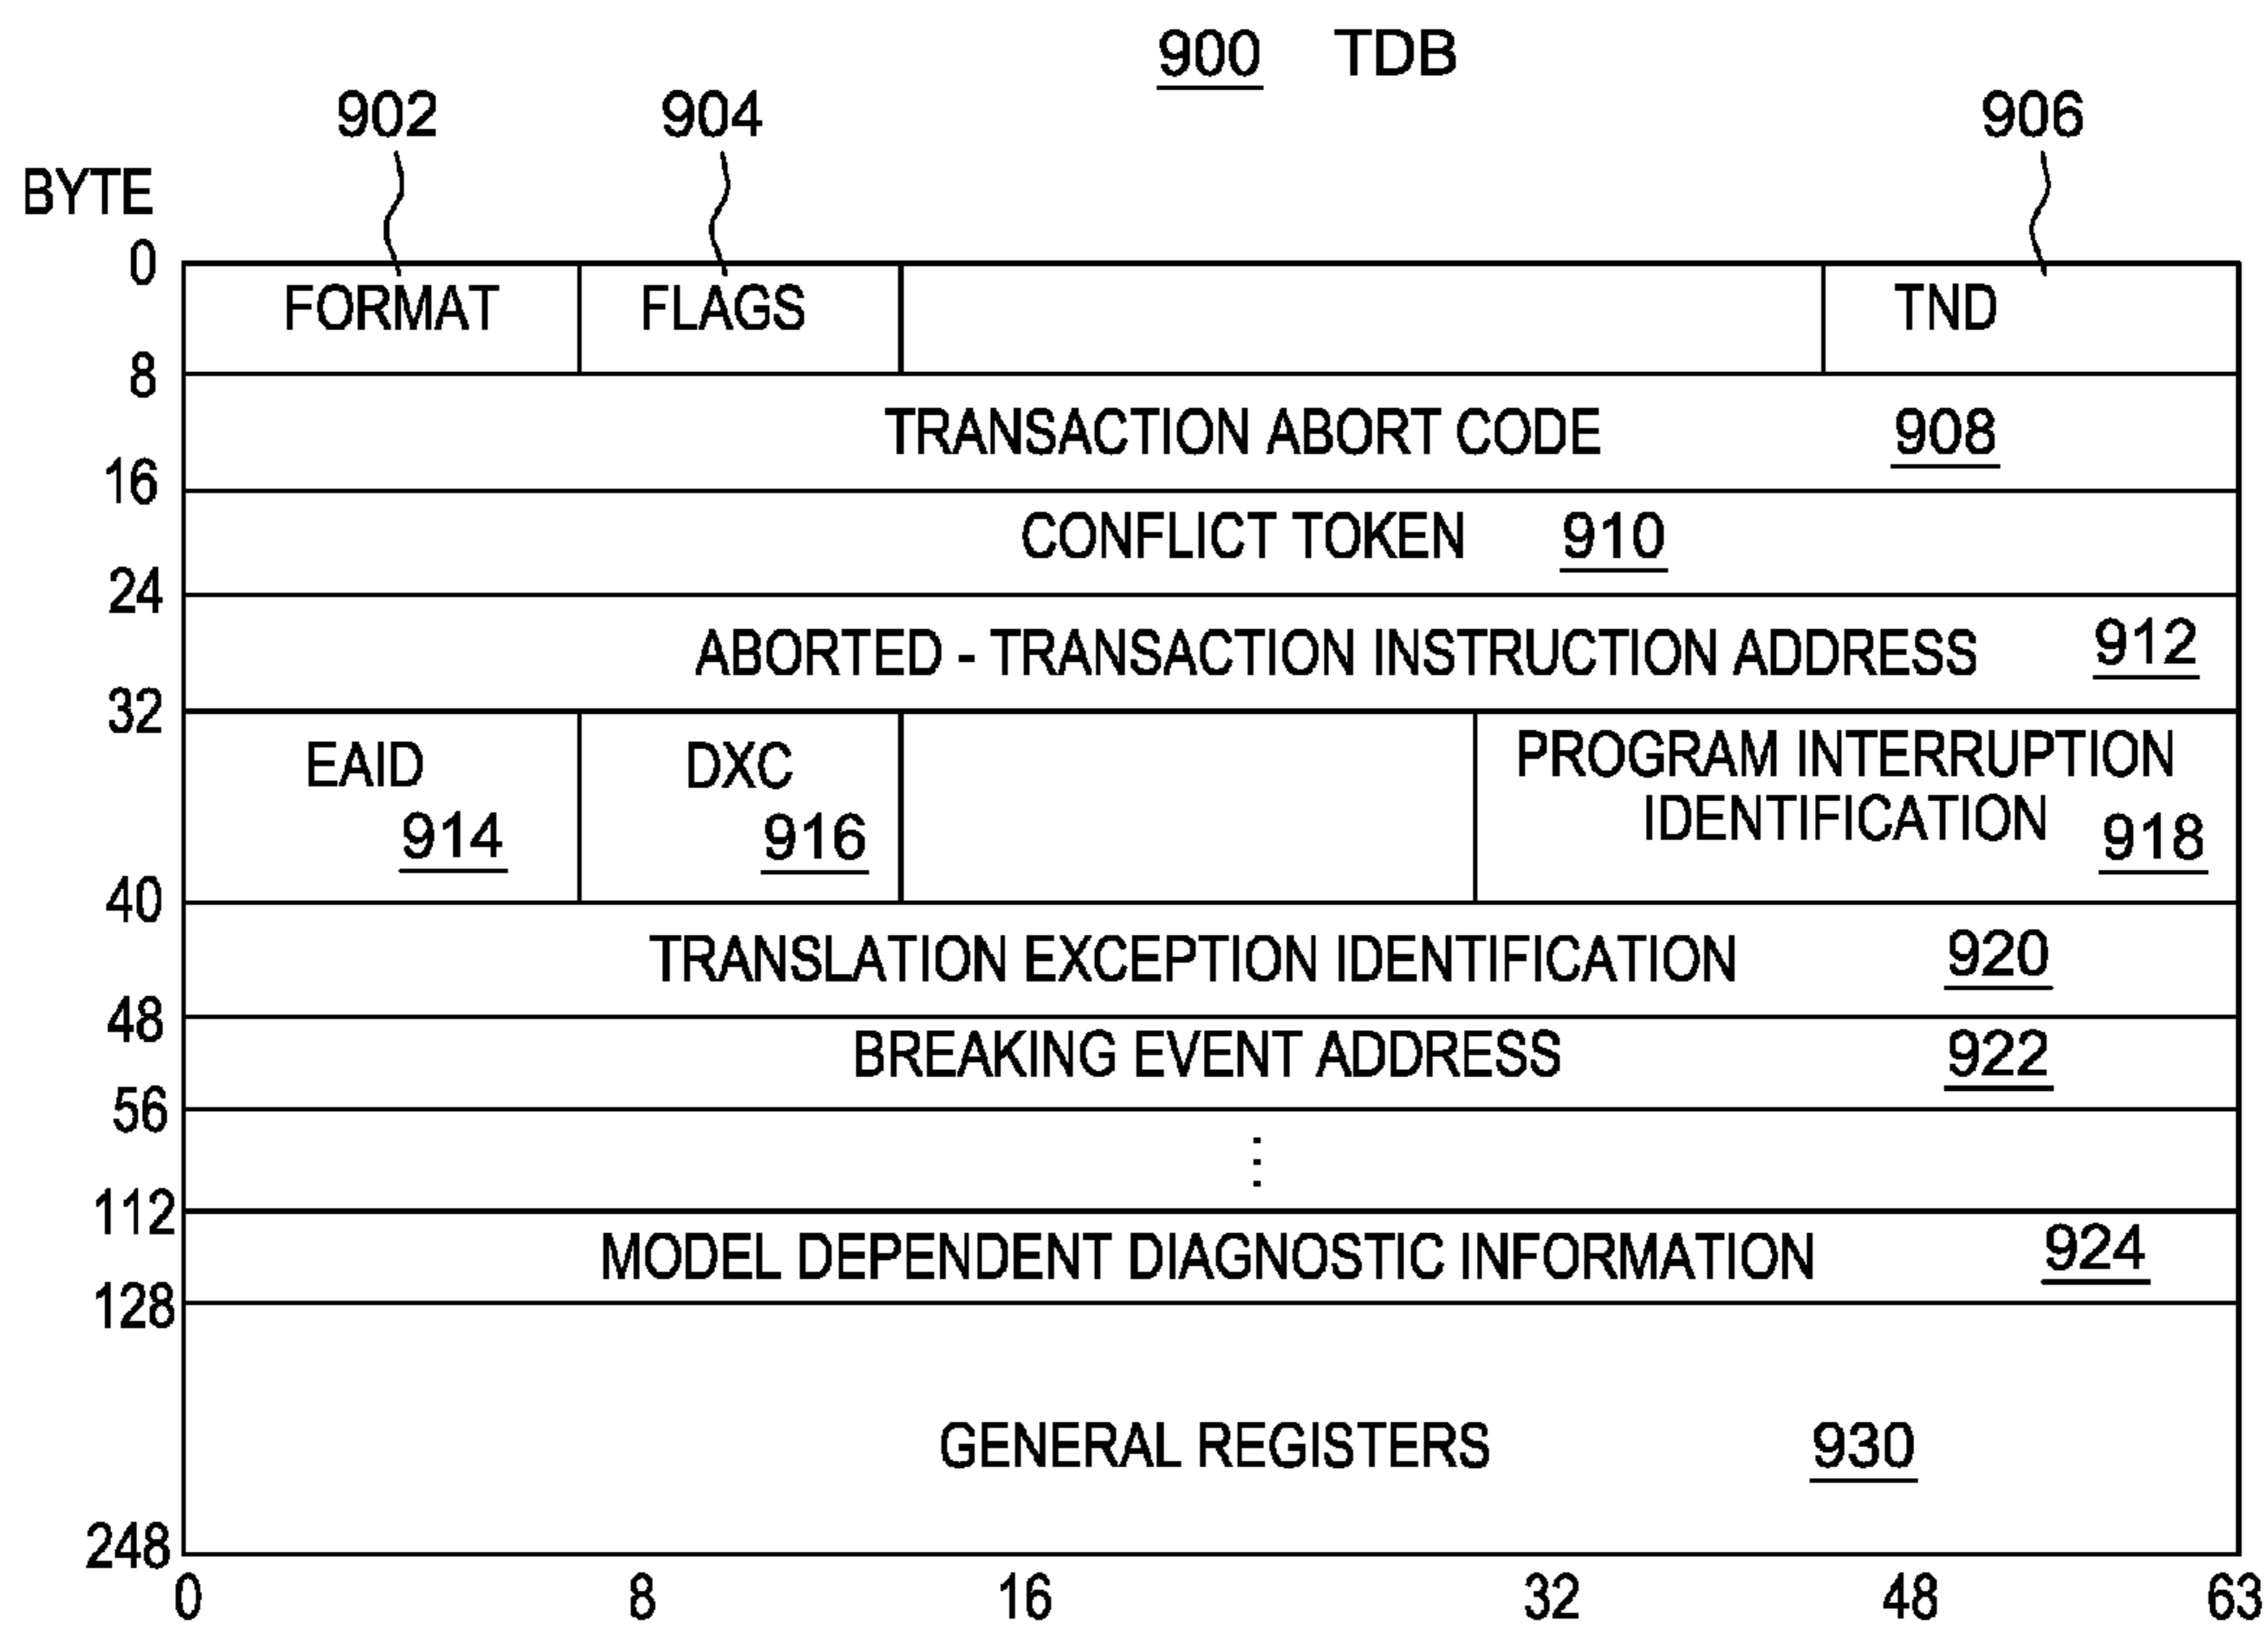 900 TDB
902 904 906
BYTE
0
FORMAT FLAGS TND
8
TRANSACTION ABORT CODE 908
16
CONFLICT TOKEN 910
24
ABORTED - TRANSACTION INSTRUCTION ADDRESS 912
32
EAID 914
DXC 916
PROGRAM INTERRUPTION
IDENTIFICATION 918
40
TRANSLATION EXCEPTION IDENTIFICATION 920
48
BREAKING EVENT ADDRESS 922
56
⋮
112
MODEL DEPENDENT DIAGNOSTIC INFORMATION 924
128
GENERAL REGISTERS 930
248
0 8 16 32 48 63